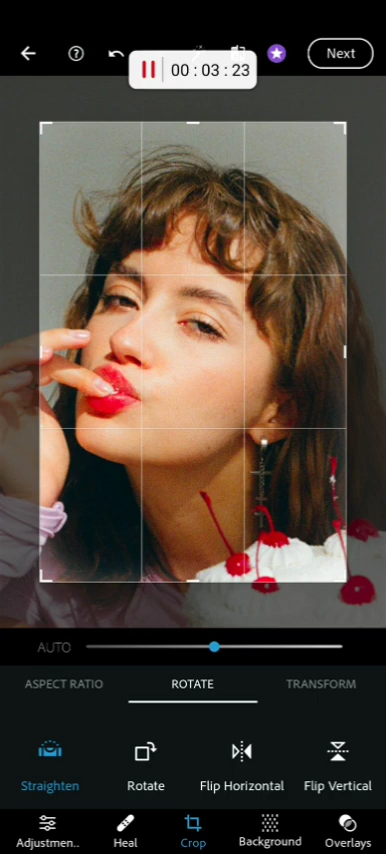 Next
00 : 03 : 23
AUTO
ASPECT RATIO ROTATE TRANSFORM
Straighten Rotate Flip Horizontal Flip Vertical
Adjustmen.. Heal Crop Background Overlays